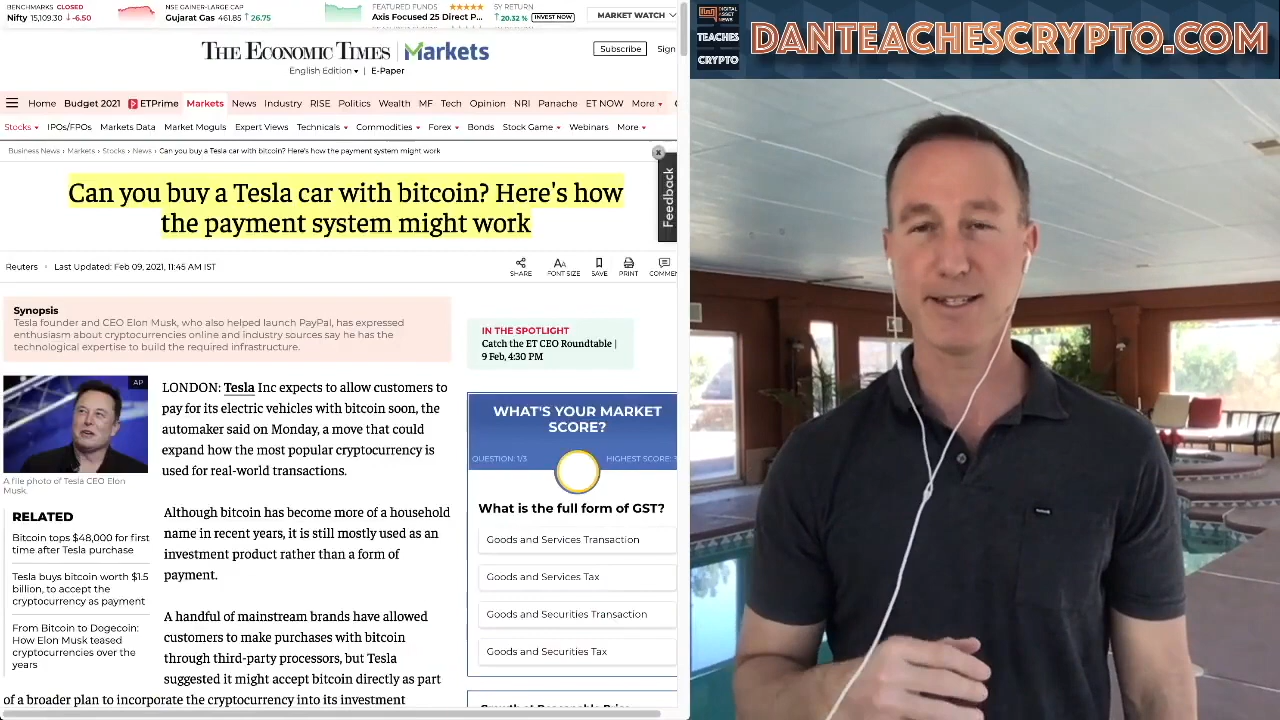 BENCHMARKS CLOSED
Nifty 15,109.30 ▼ -6.50
NSE GAINER-LARGE CAP
Gujarat Gas 461.85 ↑ 26.75
FEATURED FUNDS ★★★★★
Axis Focused 25 Direct P...
5Y RETURN
↑ 20.32 % INVEST NOW
MARKET WATCH
THE ECONOMIC TIMES | Markets
English Edition ▾ | E-Paper
Subscribe
Sign
Home Budget 2021 ETPrime Markets News Industry RISE Politics Wealth MF Tech Opinion NRI Panache ET NOW More
Stocks IPOs/FPOs Markets Data Market Moguls Expert Views Technicals Commodities Forex Bonds Stock Game Webinars More
Business News › Markets › Stocks › News › Can you buy a Tesla car with bitcoin? Here's how the payment system might work
Can you buy a Tesla car with bitcoin? Here's how
the payment system might work
Feedback
Reuters • Last Updated: Feb 09, 2021, 11:45 AM IST
SHARE
FONT SIZE
SAVE
PRINT
COMMEN
Synopsis
Tesla founder and CEO Elon Musk, who also helped launch PayPal, has expressed
enthusiasm about cryptocurrencies online and industry sources say he has the
technological expertise to build the required infrastructure.
AP
A file photo of Tesla CEO Elon
Musk.
RELATED
Bitcoin tops $48,000 for first
time after Tesla purchase
Tesla buys bitcoin worth $1.5
billion, to accept the
cryptocurrency as payment
From Bitcoin to Dogecoin:
How Elon Musk teased
cryptocurrencies over the
years
LONDON: Tesla Inc expects to allow customers to
pay for its electric vehicles with bitcoin soon, the
automaker said on Monday, a move that could
expand how the most popular cryptocurrency is
used for real-world transactions.
Although bitcoin has become more of a household
name in recent years, it is still mostly used as an
investment product rather than a form of
payment.
A handful of mainstream brands have allowed
customers to make purchases with bitcoin
through third-party processors, but Tesla
suggested it might accept bitcoin directly as part
of a broader plan to incorporate the cryptocurrency into its investment
IN THE SPOTLIGHT
Catch the ET CEO Roundtable |
9 Feb, 4:30 PM
WHAT'S YOUR MARKET
SCORE?
QUESTION: 1/3
HIGHEST SCORE:
What is the full form of GST?
Goods and Services Transaction
Goods and Services Tax
Goods and Securities Transaction
Goods and Securities Tax
DIGITAL
ASSET
NEWS
TEACHES
CRYPTO
DANTEACHESCRYPTO.COM